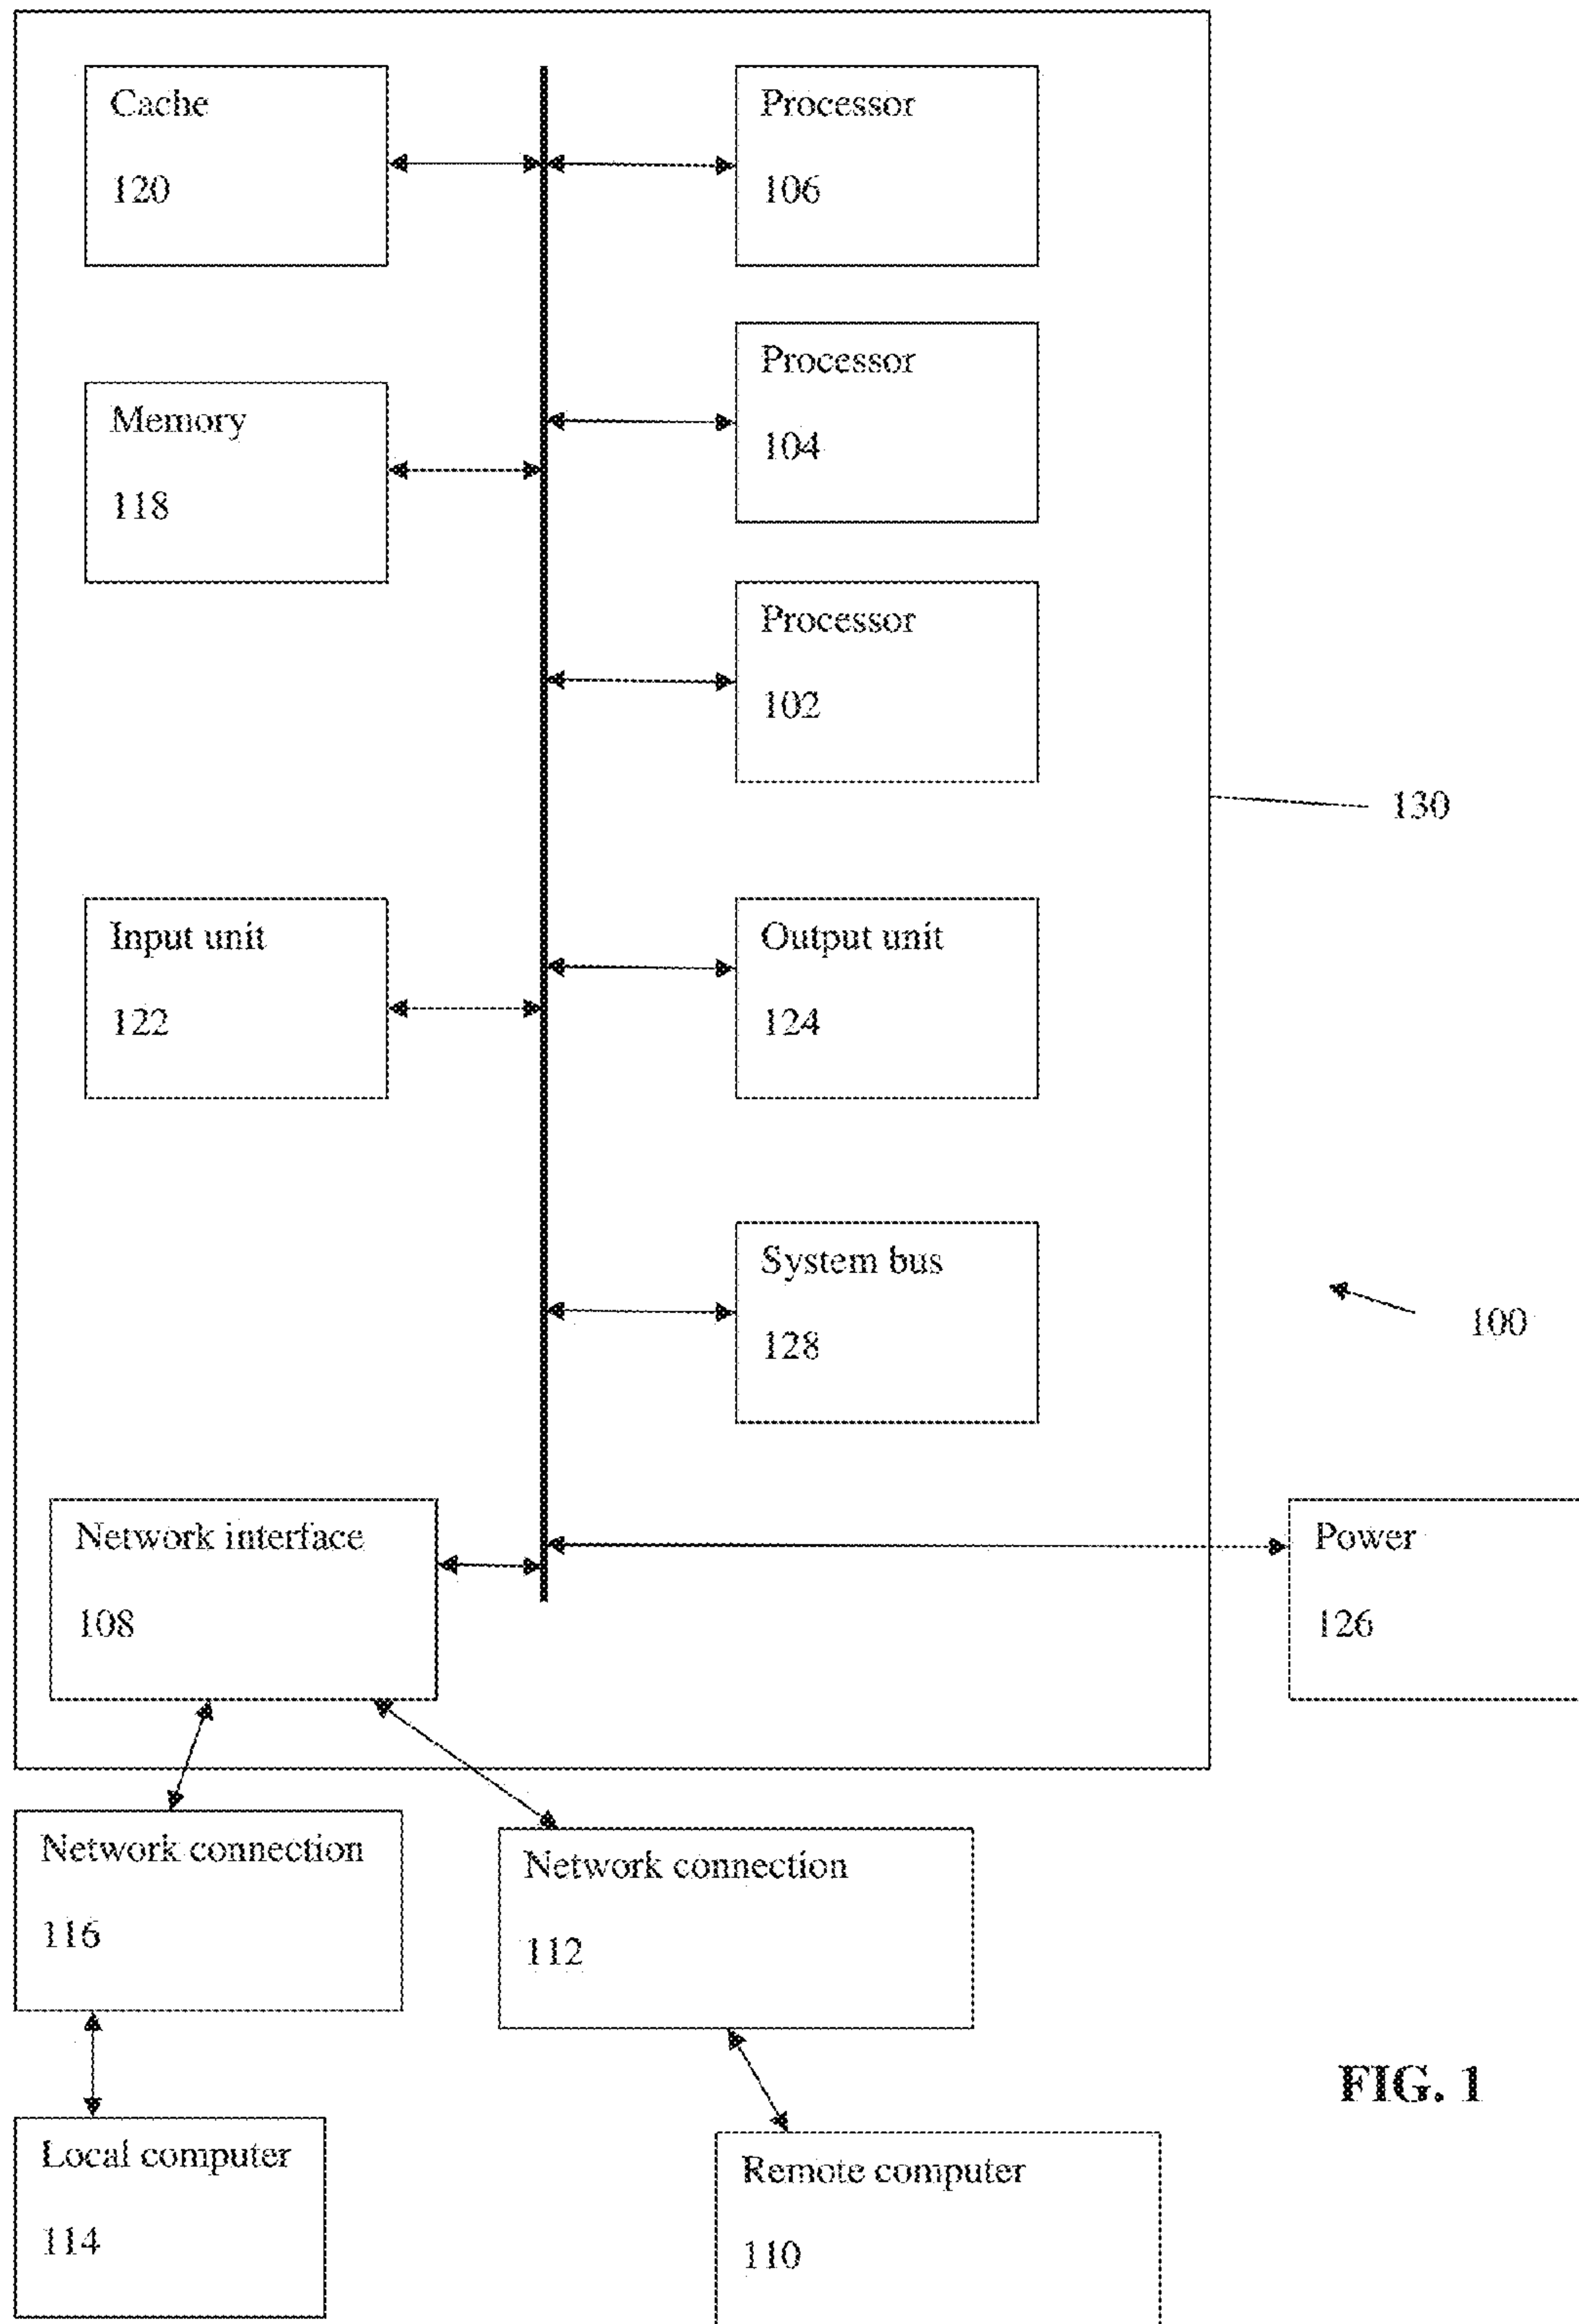 Cache
120
Processor
106
Processor
104
Memory
118
Processor
102
130
Input unit
122
Output unit
124
System bus
128
100
Network interface
108
Power
126
Network connection
116
Network connection
112
FIG. 1
Local computer
114
Remote computer
110